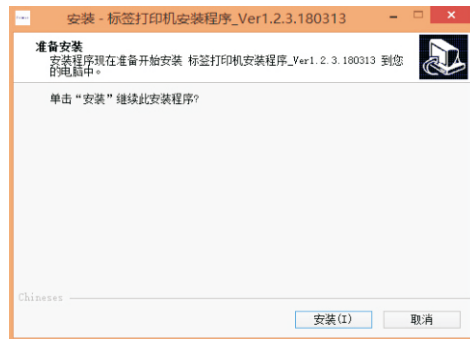 安装 - 标签打印机安装程序_Ver1.2.3.180313
准备安装
安装程序现在准备开始安装 标签打印机安装程序_Ver1.2.3.180313 到您
的电脑中。
单击“安装”继续此安装程序?
Chineses
安装(I)
取消